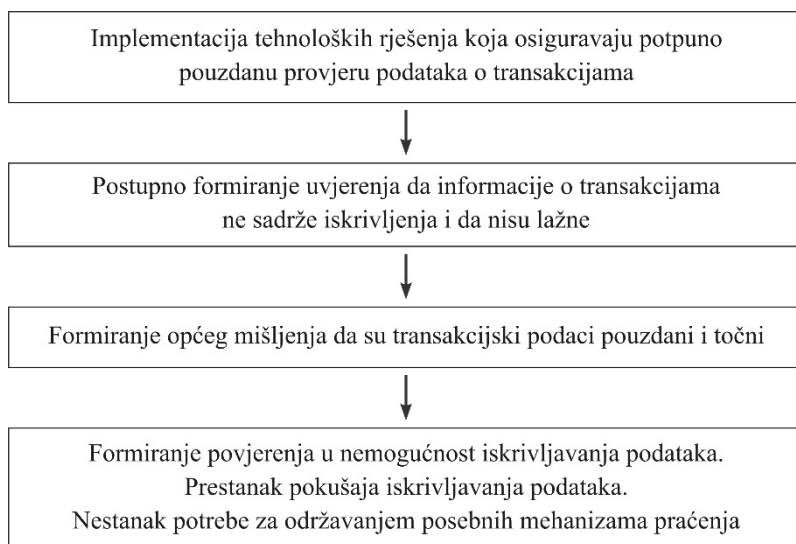 Implementacija tehnoloških rješenja koja osiguravaju potpuno
pouzdanu provjeru podataka o transakcijama
Postupno formiranje uvjerenja da informacije o transakcijama
ne sadrže iskrivljenja i da nisu lažne
Formiranje općeg mišljenja da su transakcijski podaci pouzdani i točni
Formiranje povjerenja u nemogućnost iskrivljavanja podataka.
Prestanak pokušaja iskrivljavanja podataka.
Nestanak potrebe za održavanjem posebnih mehanizama praćenja